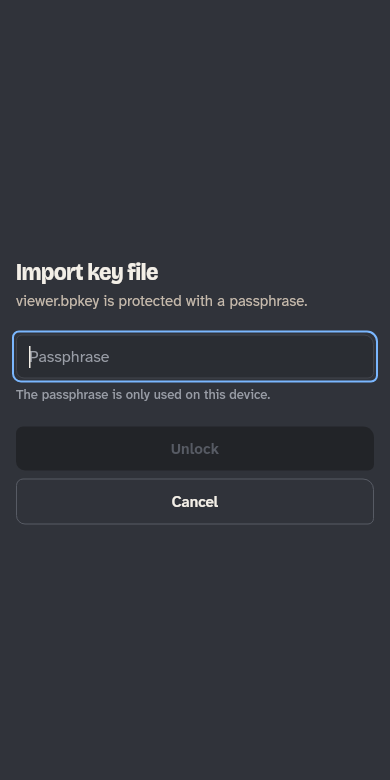 Import key file
viewer.bpkey is protected with a passphrase.
Passphrase
The passphrase is only used on this device.
Unlock
Cancel